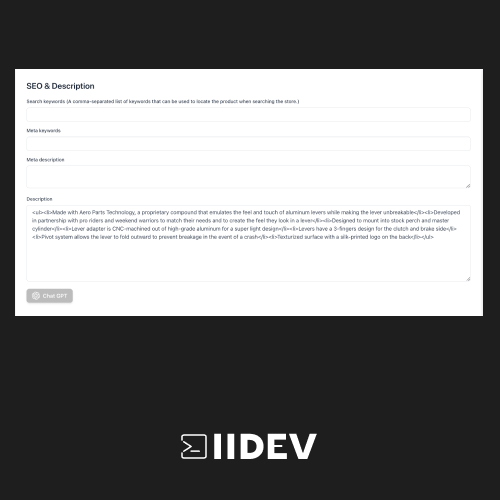 SEO & Description
Search keywords (A comma-separated list of keywords that can be used to locate the product when searching the store.)
Meta keywords
Meta description
Description
<ul><li>Made with Aero Parts Technology, a proprietary compound that emulates the feel and touch of aluminum levers while making the lever unbreakable</li><li>Developed
in partnership with pro riders and weekend warriors to match their needs and to create the feel they look in a lever</li><li>Designed to mount into stock perch and master
cylinder</li><li>Lever adapter is CNC-machined out of high-grade aluminum for a super light design</li><li>Levers have a 3-fingers design for the clutch and brake side</li>
<li>Pivot system allows the lever to fold outward to prevent breakage in the event of a crash</li><li>Texturized surface with a silk-printed logo on the back</li></ul>
Chat GPT
IIDEV